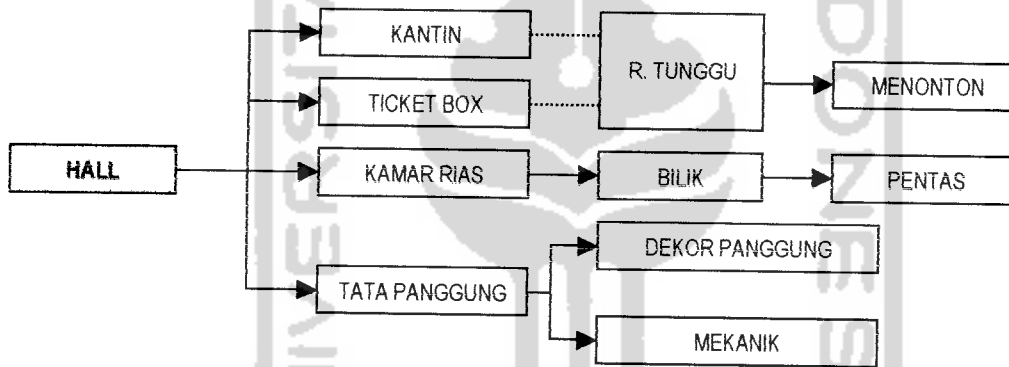 KANTIN
R. TUNGGU
MENONTON
TICKET BOX
HALL
KAMAR RIAS
BILIK
PENTAS
DEKOR PANGGUNG
TATA PANGGUNG
MEKANIK